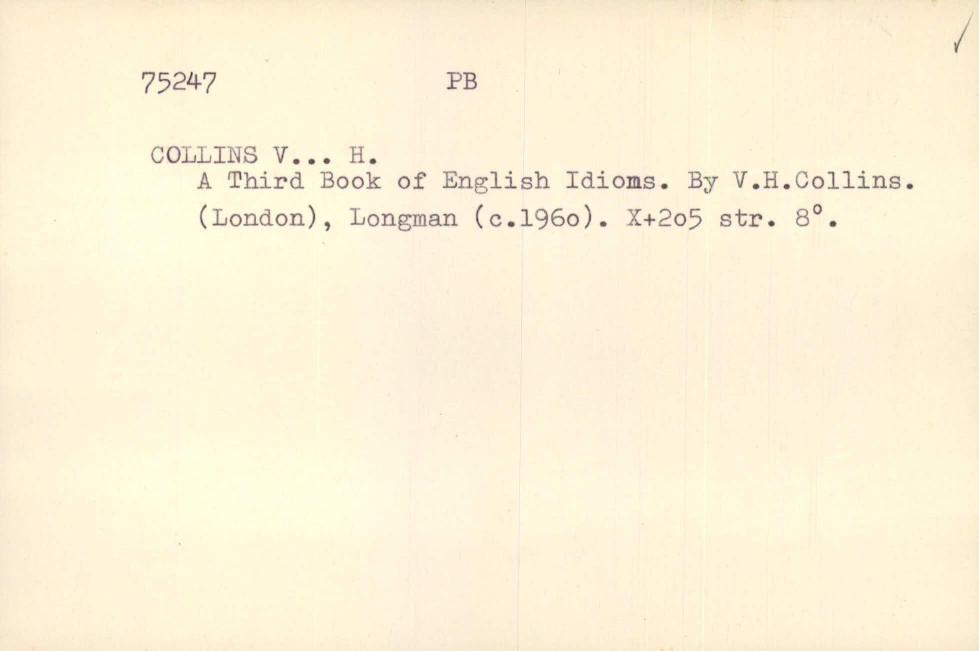 75247 PB
COLLINS V... H.
A Third Book of English Idioms. By V.H.Collins.
(London), Longman (c.196o). X+2o5 str. 8°.